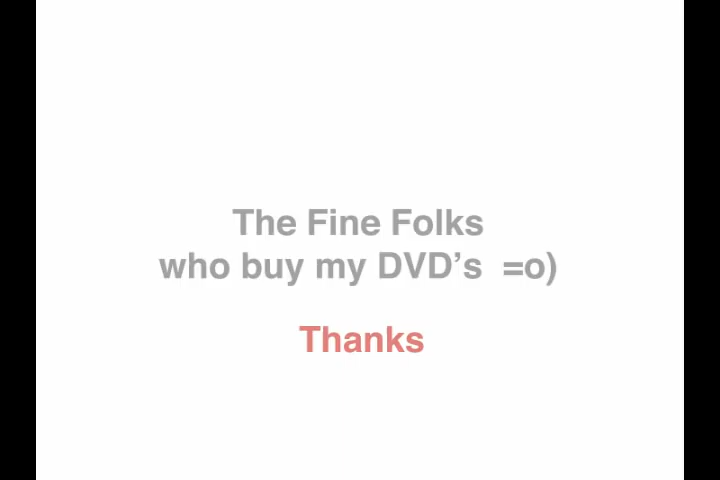 The Fine Folks
who buy my DVD’s  =o)
Thanks